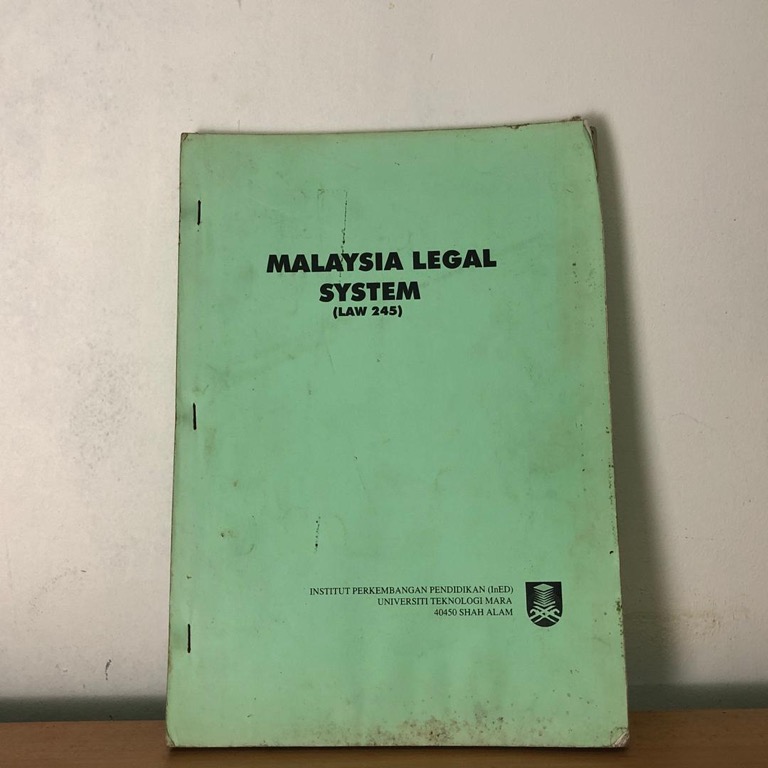 MALAYSIA LEGAL
SYSTEM
(LAW 245)
INSTITUT PERKEMBANGAN PENDIDIKAN (InED)
UNIVERSITI TEKNOLOGI MARA
40450 SHAH ALAM